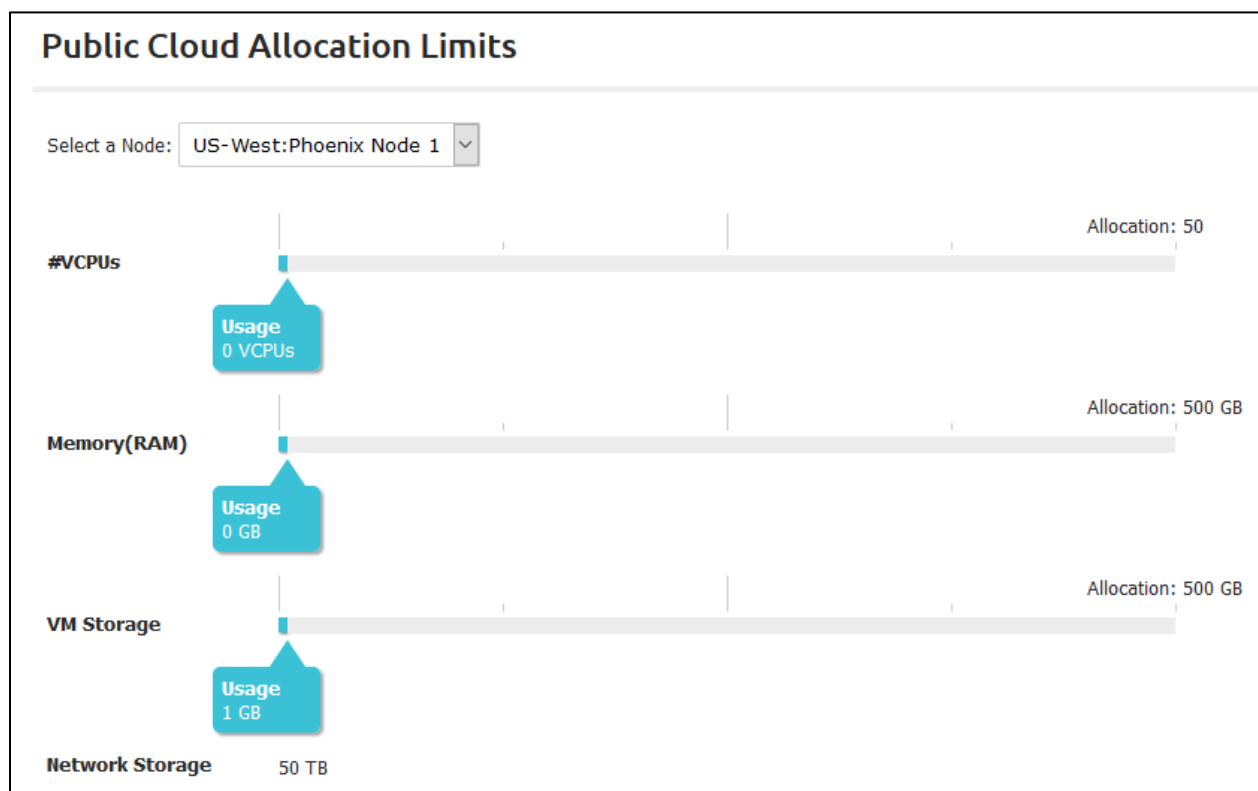 Public Cloud Allocation Limits
Select a Node: US-West:Phoenix Node 1
Allocation: 50
#VCPUs
Usage
0 VCPUs
Allocation: 500 GB
Memory(RAM)
Usage
0 GB
Allocation: 500 GB
VM Storage
Usage
1 GB
Network Storage 50 TB